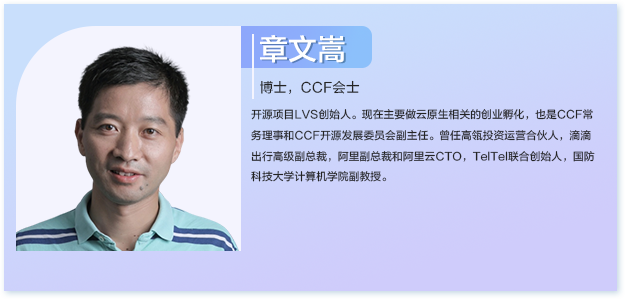 章文嵩
博士，CCF会士
开源项目LVS创始人。现在主要做云原生相关的创业孵化，也是CCF常
务理事和CCF开源发展委员会副主任。曾任高瓴投资运营合伙人，滴滴
出行高级副总裁，阿里副总裁和阿里云CTO，TelTel联合创始人，国防
科技大学计算机学院副教授。